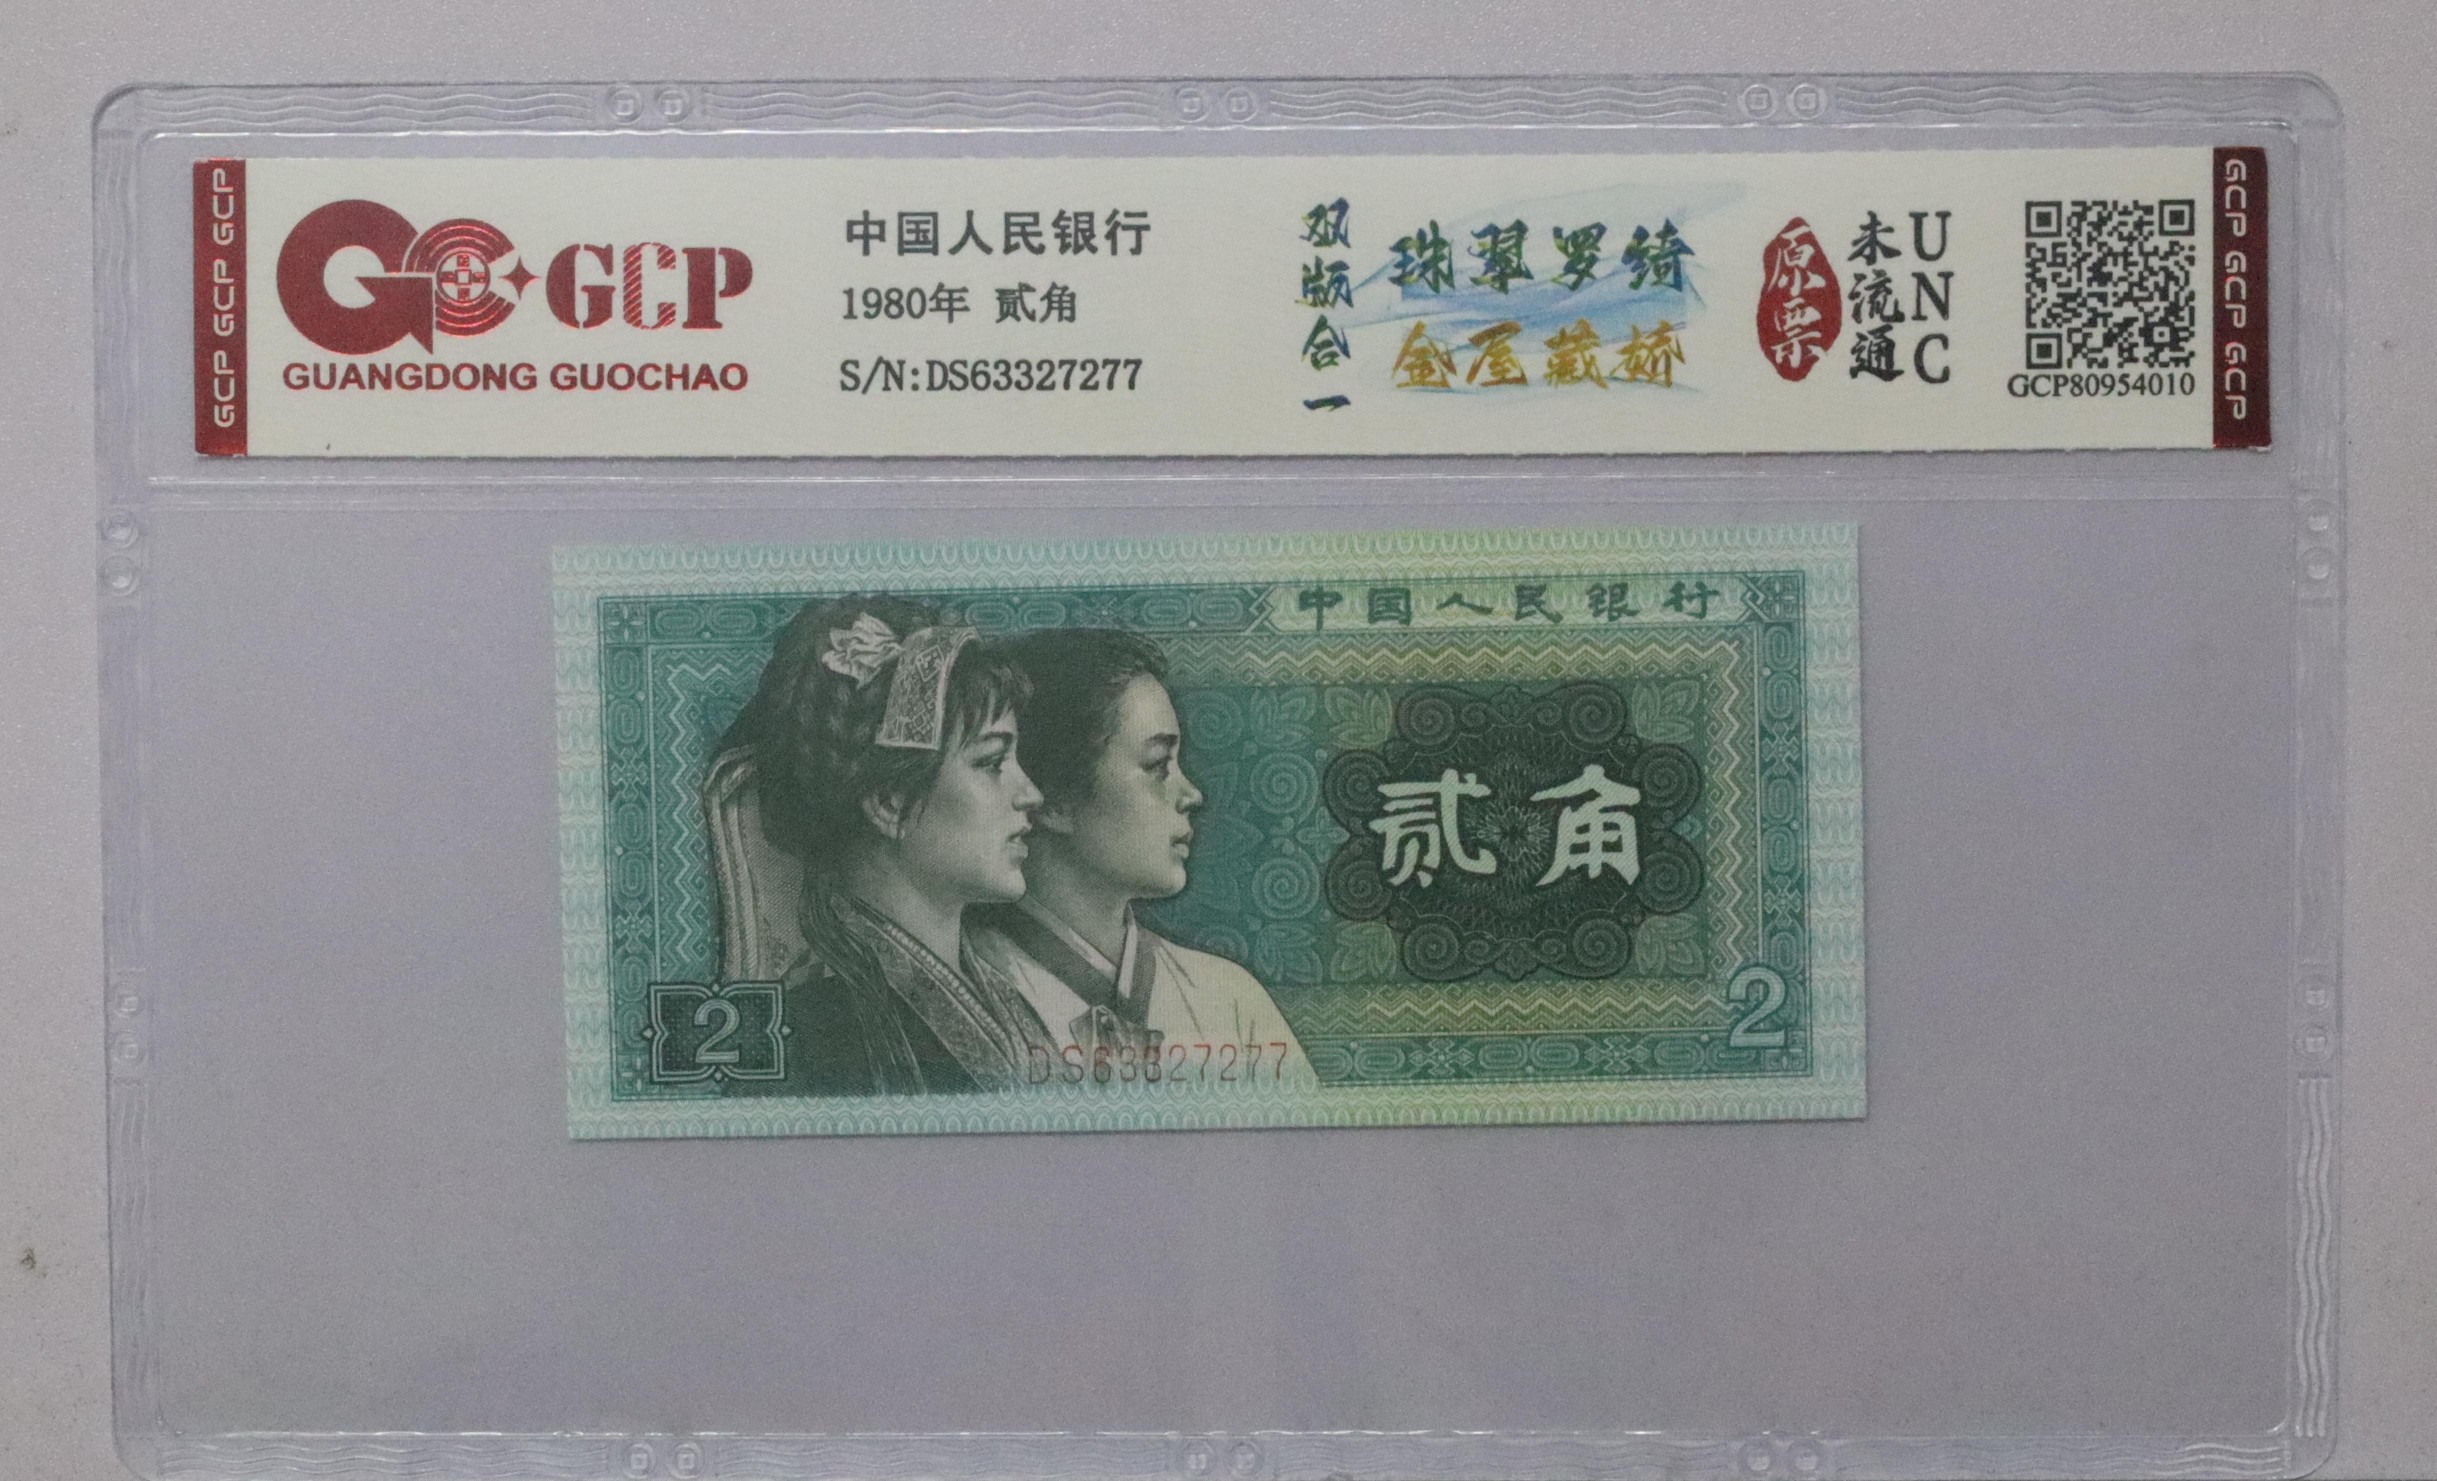 GCP GCP GCP
GCP
GUANGDONG GUOCHAO
中国人民银行
1980年 贰角
S/N:DS63327277
双版合一
珠翠罗绮
金屋藏娇
原票
未流通
UNC
GCP80954010
GCP GCP GCP
中国人民银行
贰角
2
2
DS63327277